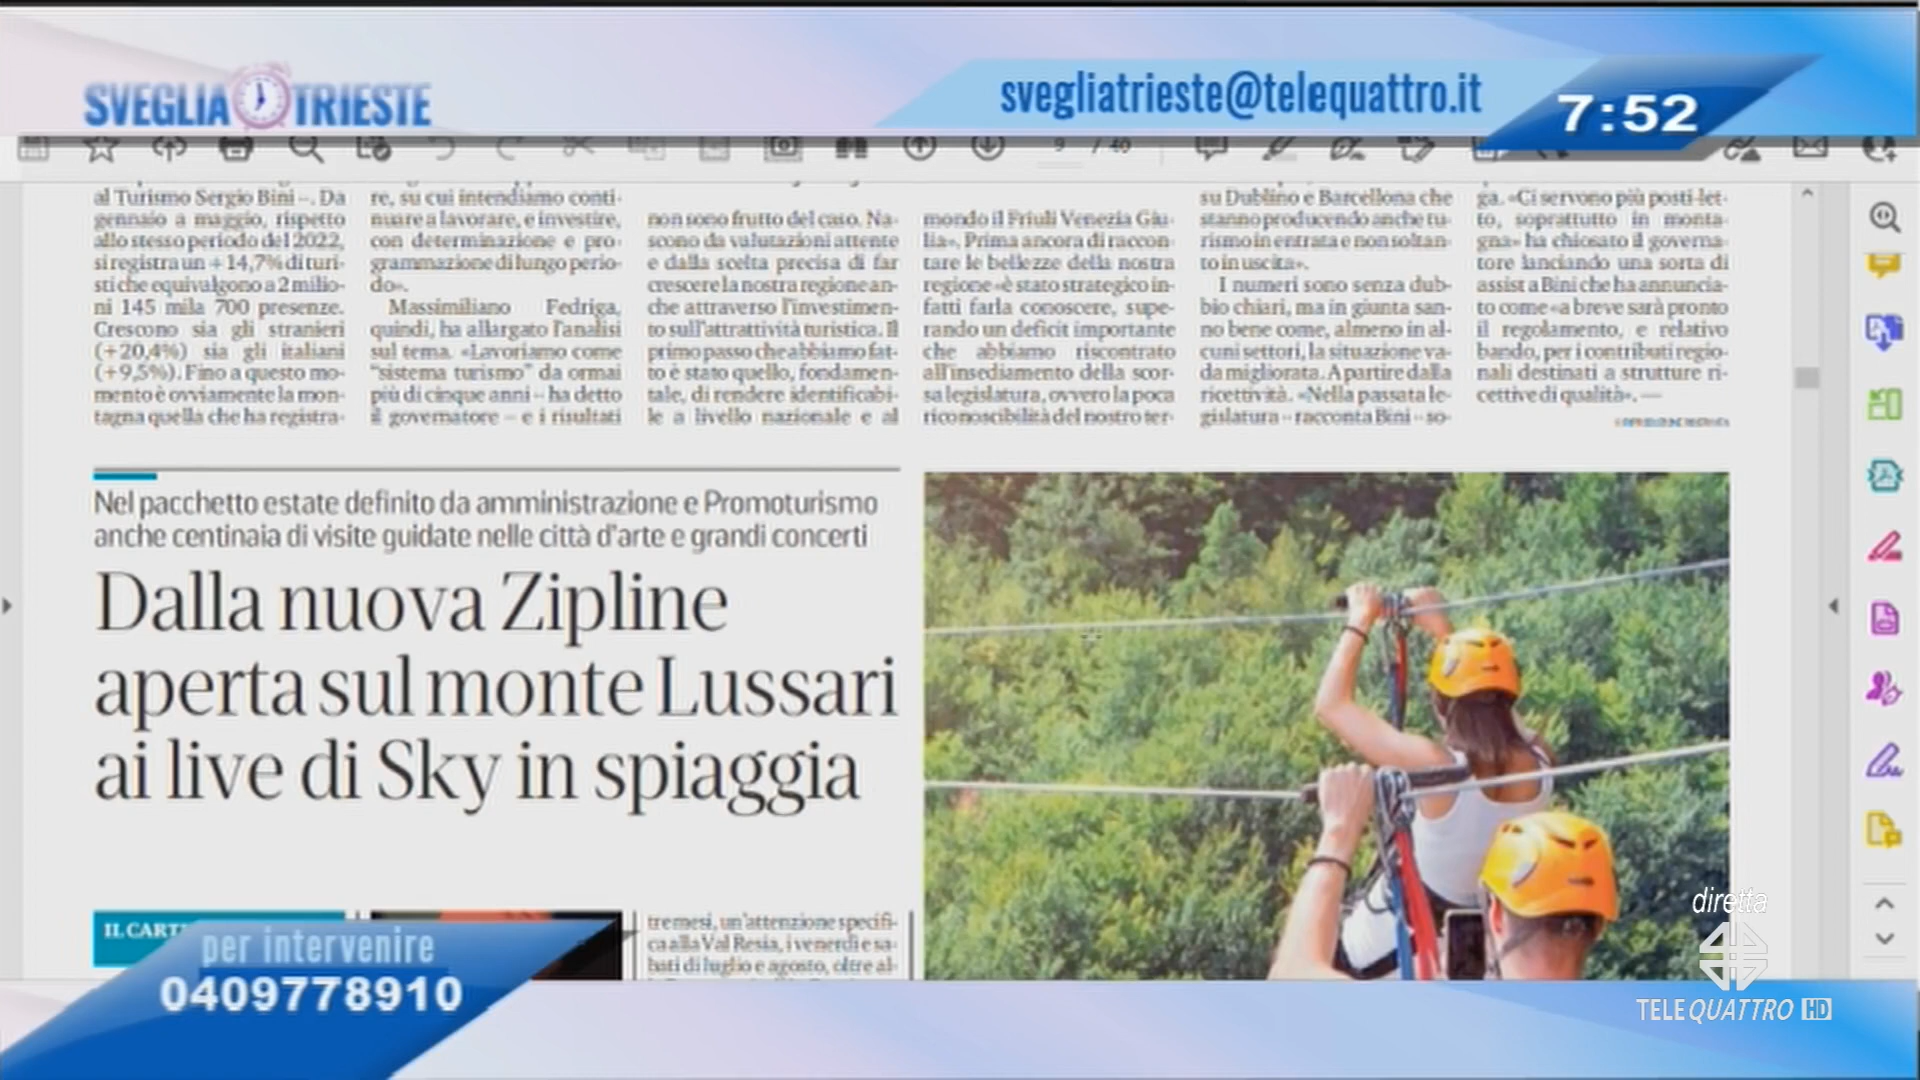 SVEGLIA TRIESTE
svegliatrieste@telequattro.it
7:52
9 / 40
al Turismo Sergio Bini –. Da
gennaio a maggio, rispetto
allo stesso periodo del 2022,
si registra un + 14,7% di turi-
sti che equivalgono a 2 milio-
ni 145 mila 700 presenze.
Crescono sia gli stranieri
(+20,4%) sia gli italiani
(+9,5%). Fino a questo mo-
mento è ovviamente la mon-
tagna quella che ha registra-
re, su cui intendiamo conti-
nuare a lavorare, e investire,
con determinazione e pro-
grammazione di lungo perio-
do».
Massimiliano Fedriga,
quindi, ha allargato l'analisi
sul tema. «Lavoriamo come
"sistema turismo" da ormai
più di cinque anni – ha detto
il governatore – e i risultati
non sono frutto del caso. Na-
scono da valutazioni attente
e dalla scelta precisa di far
crescere la nostra regione an-
che attraverso l'investimen-
to sull'attrattività turistica. Il
primo passo che abbiamo fat-
to è stato quello, fondamen-
tale, di rendere identificabi-
le a livello nazionale e al
mondo il Friuli Venezia Giu-
lia». Prima ancora di raccon-
tare le bellezze della nostra
regione «è stato strategico in-
fatti farla conoscere, supe-
rando un deficit importante
che abbiamo riscontrato
all'insediamento della scor-
sa legislatura, ovvero la poca
riconoscibilità del nostro ter-
su Dublino e Barcellona che
stanno producendo anche tu-
rismo in entrata e non soltan-
to in uscita».
I numeri sono senza dub-
bio chiari, ma in giunta san-
no bene come, almeno in al-
cuni settori, la situazione va-
da migliorata. A partire dalla
ricettività. «Nella passata le-
gislatura – racconta Bini – so-
ga. «Ci servono più posti-let-
to, soprattutto in monta-
gna» ha chiosato il governa-
tore lanciando una sorta di
assist a Bini che ha annuncia-
to come «a breve sarà pronto
il regolamento, e relativo
bando, per i contributi regio-
nali destinati a strutture ri-
cettive di qualità». —
Nel pacchetto estate definito da amministrazione e Promoturismo
anche centinaia di visite guidate nelle città d'arte e grandi concerti
Dalla nuova Zipline
aperta sul monte Lussari
ai live di Sky in spiaggia
IL CARTE
tremesi, un'attenzione specifi-
ca alla Val Resia, i venerdì e sa-
bati di luglio e agosto, oltre al-
per intervenire
0409778910
diretta
TELEQUATTRO HD